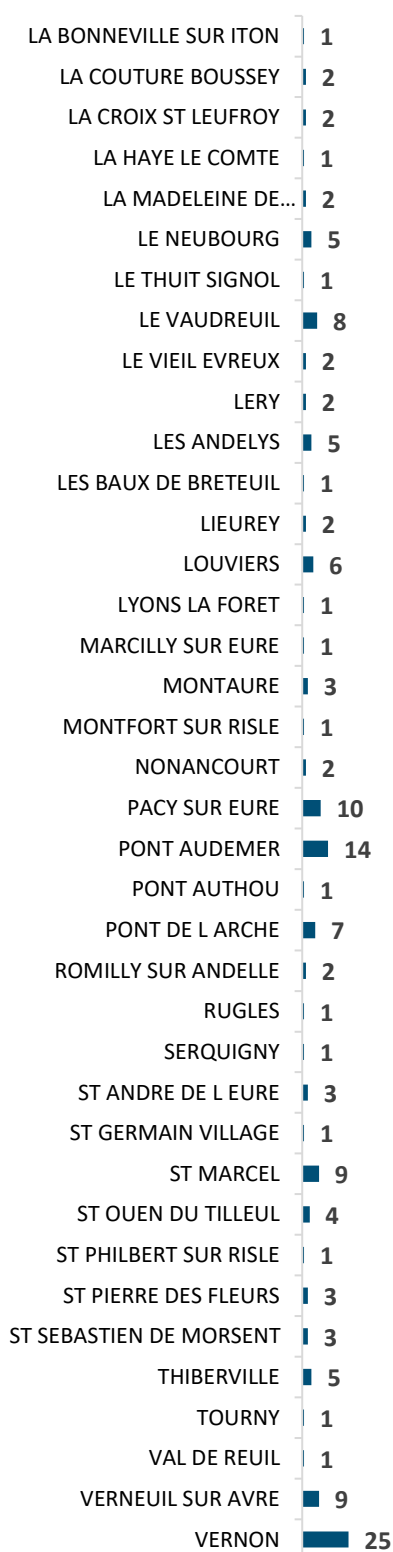 LA BONNEVILLE SUR ITON 1
LA COUTURE BOUSSEY 2
LA CROIX ST LEUFROY 2
LA HAYE LE COMTE 1
LA MADELEINE DE... 2
LE NEUBOURG 5
LE THUIT SIGNOL 1
LE VAUDREUIL 8
LE VIEIL EVREUX 2
LERY 2
LES ANDELYS 5
LES BAUX DE BRETEUIL 1
LIEUREY 2
LOUVIERS 6
LYONS LA FORET 1
MARCILLY SUR EURE 1
MONTAURE 3
MONTFORT SUR RISLE 1
NONANCOURT 2
PACY SUR EURE 10
PONT AUDEMER 14
PONT AUTHOU 1
PONT DE L ARCHE 7
ROMILLY SUR ANDELLE 2
RUGLES 1
SERQUIGNY 1
ST ANDRE DE L EURE 3
ST GERMAIN VILLAGE 1
ST MARCEL 9
ST OUEN DU TILLEUL 4
ST PHILBERT SUR RISLE 1
ST PIERRE DES FLEURS 3
ST SEBASTIEN DE MORSENT 3
THIBERVILLE 5
TOURNY 1
VAL DE REUIL 1
VERNEUIL SUR AVRE 9
VERNON 25